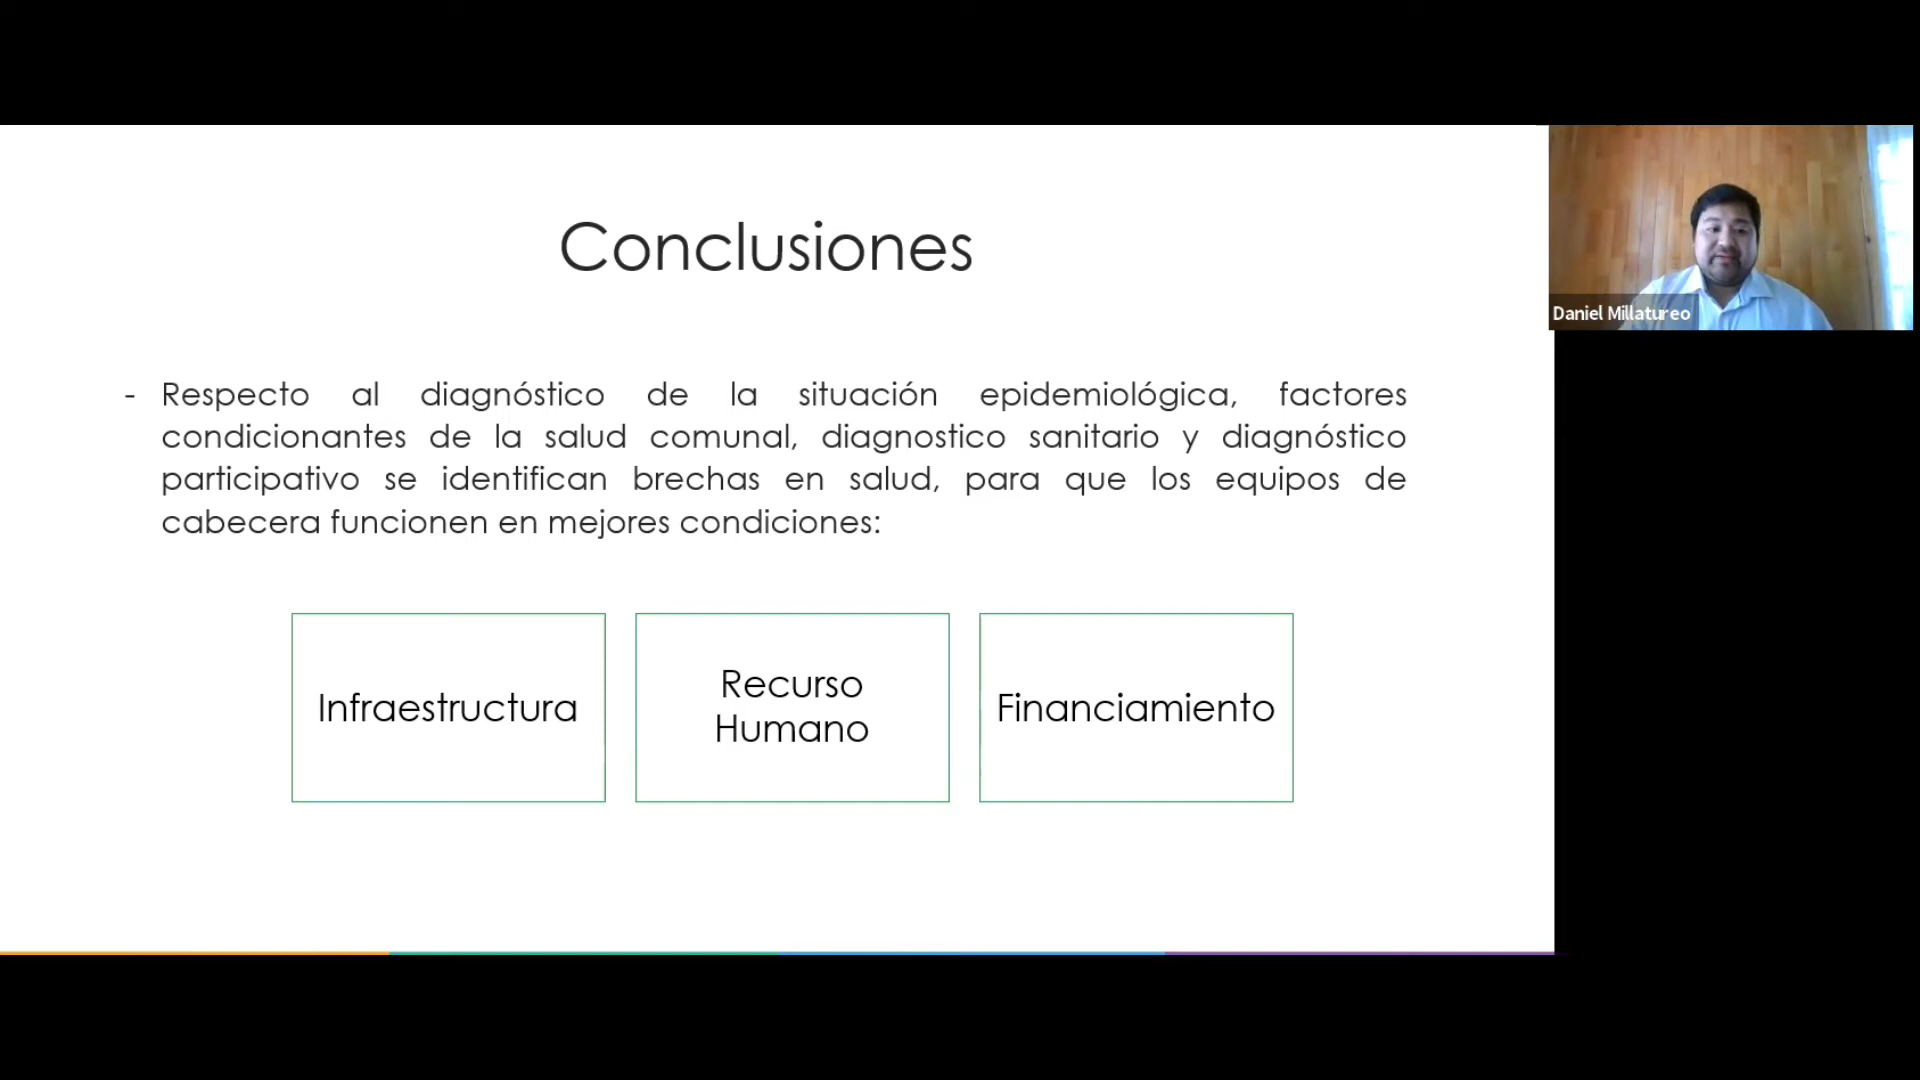 Conclusiones
- Respecto al diagnóstico de la situación epidemiológica, factores
condicionantes de la salud comunal, diagnostico sanitario y diagnóstico
participativo se identifican brechas en salud, para que los equipos de
cabecera funcionen en mejores condiciones:
Infraestructura
Recurso
Humano
Financiamiento
Daniel Millatureo